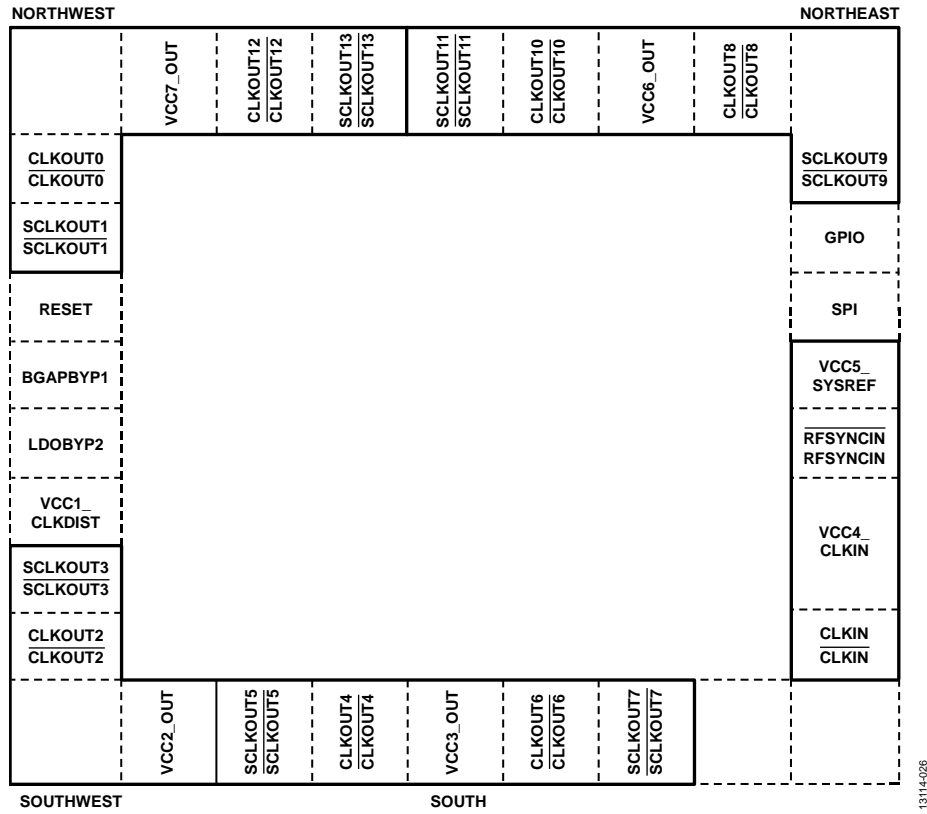 NORTHWEST
NORTHEAST
VCC7_OUT
CLKOUT12
CLKOUT12
SCLKOUT13
SCLKOUT13
SCLKOUT11
SCLKOUT11
CLKOUT10
CLKOUT10
VCC6_OUT
CLKOUT8
CLKOUT8
CLKOUT0
CLKOUT0
SCLKOUT1
SCLKOUT1
RESET
BGAPBYP1
LDOBYP2
VCC1_
CLKDIST
SCLKOUT3
SCLKOUT3
CLKOUT2
CLKOUT2
SCLKOUT9
SCLKOUT9
GPIO
SPI
VCC5_
SYSREF
RFSYNCIN
RFSYNCIN
VCC4_
CLKIN
CLKIN
CLKIN
VCC2_OUT
SCLKOUT5
SCLKOUT5
CLKOUT4
CLKOUT4
VCC3_OUT
CLKOUT6
CLKOUT6
SCLKOUT7
SCLKOUT7
SOUTHWEST
SOUTH
13114-026